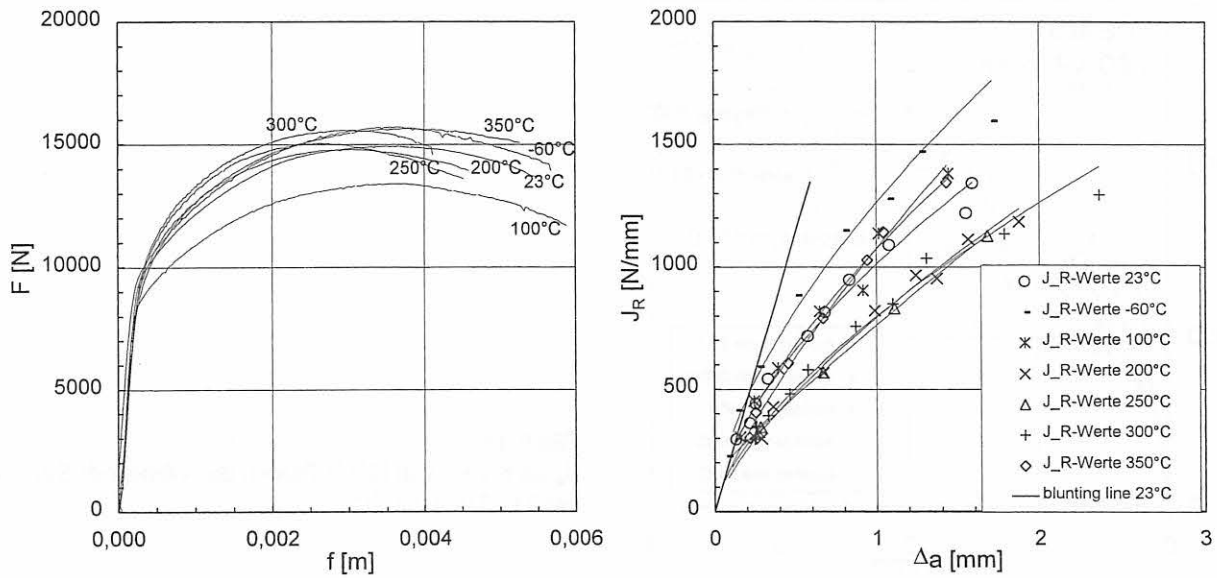 20000
15000
10000
5000
0
F [N]
0,000
0,002
0,004
0,006
f [m]
300°C
350°C
-60°C
250°C
200°C
23°C
100°C
2000
1500
1000
500
0
J_R [N/mm]
0
1
2
3
Δa [mm]
J_R-Werte 23°C
J_R-Werte -60°C
J_R-Werte 100°C
J_R-Werte 200°C
J_R-Werte 250°C
J_R-Werte 300°C
J_R-Werte 350°C
blunting line 23°C